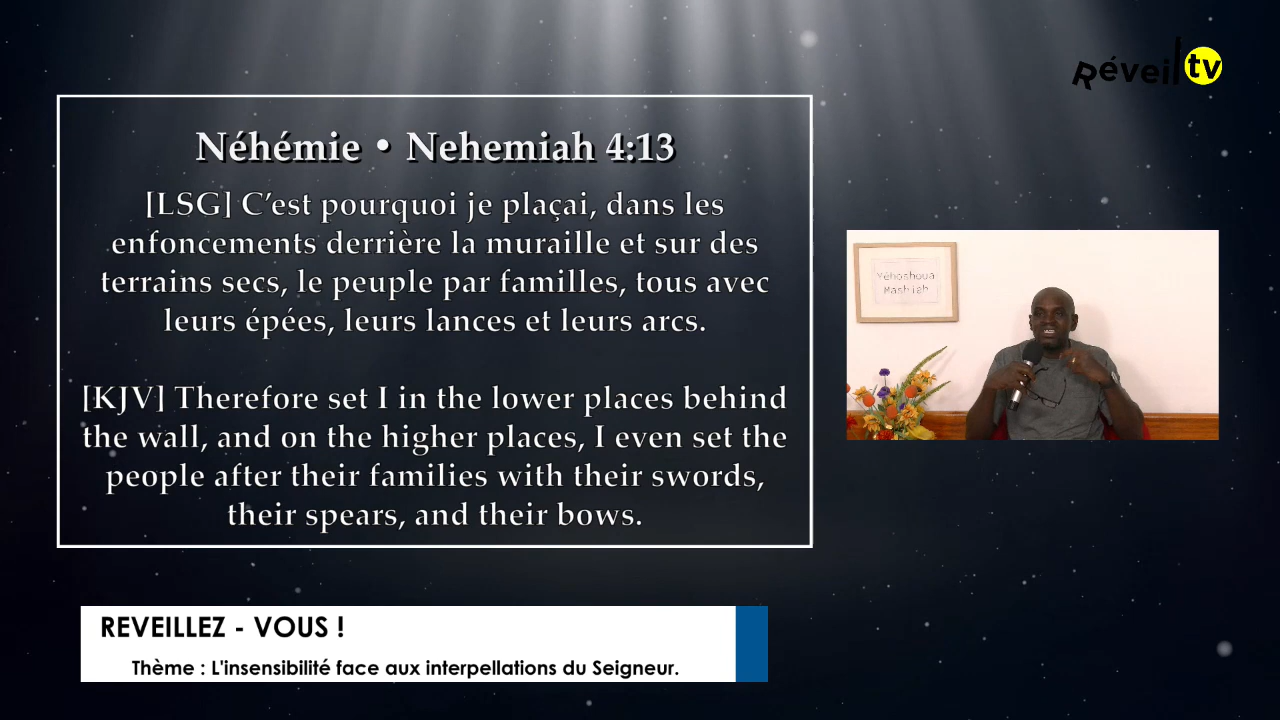 Réveil tv
Néhémie • Nehemiah 4:13
[LSG] C’est pourquoi je plaçai, dans les
enfoncements derrière la muraille et sur des
terrains secs, le peuple par familles, tous avec
leurs épées, leurs lances et leurs arcs.
[KJV] Therefore set I in the lower places behind
the wall, and on the higher places, I even set the
people after their families with their swords,
their spears, and their bows.
Yéhoshoua
Mashiah
REVEILLEZ - VOUS !
Thème : L'insensibilité face aux interpellations du Seigneur.